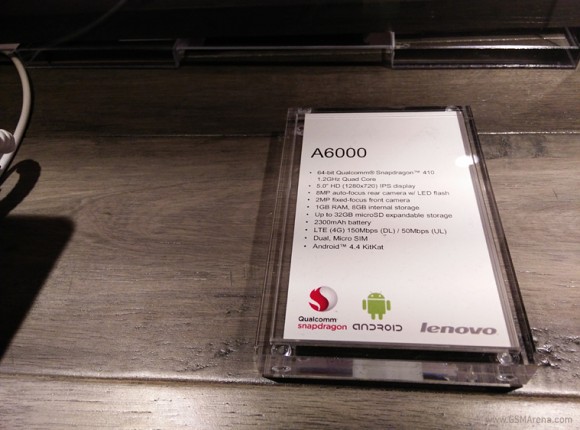 A6000
• 64-bit Qualcomm® Snapdragon™ 410
1.2GHz Quad Core
• 5.0" HD (1280x720) IPS display
• 8MP auto-focus rear camera w/ LED flash
• 2MP fixed-focus front camera
• 1GB RAM, 8GB internal storage
• Up to 32GB microSD expandable storage
• 2300mAh battery
• LTE (4G) 150Mbps (DL) / 50Mbps (UL)
• Dual, Micro SIM
• Android™ 4.4 KitKat
Qualcomm
snapdragon
ANDROID
lenovo
www.GSMArena.com